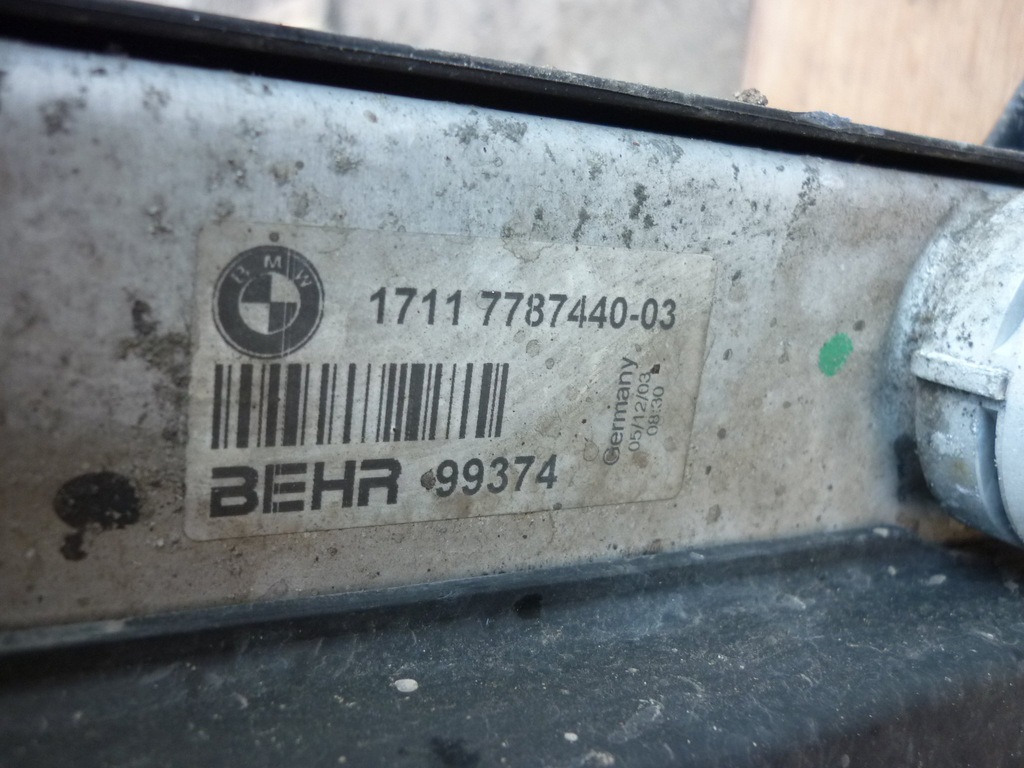 BMW
1711 7787440-03
Germany
05/12/03
08:30
BEHR 99374